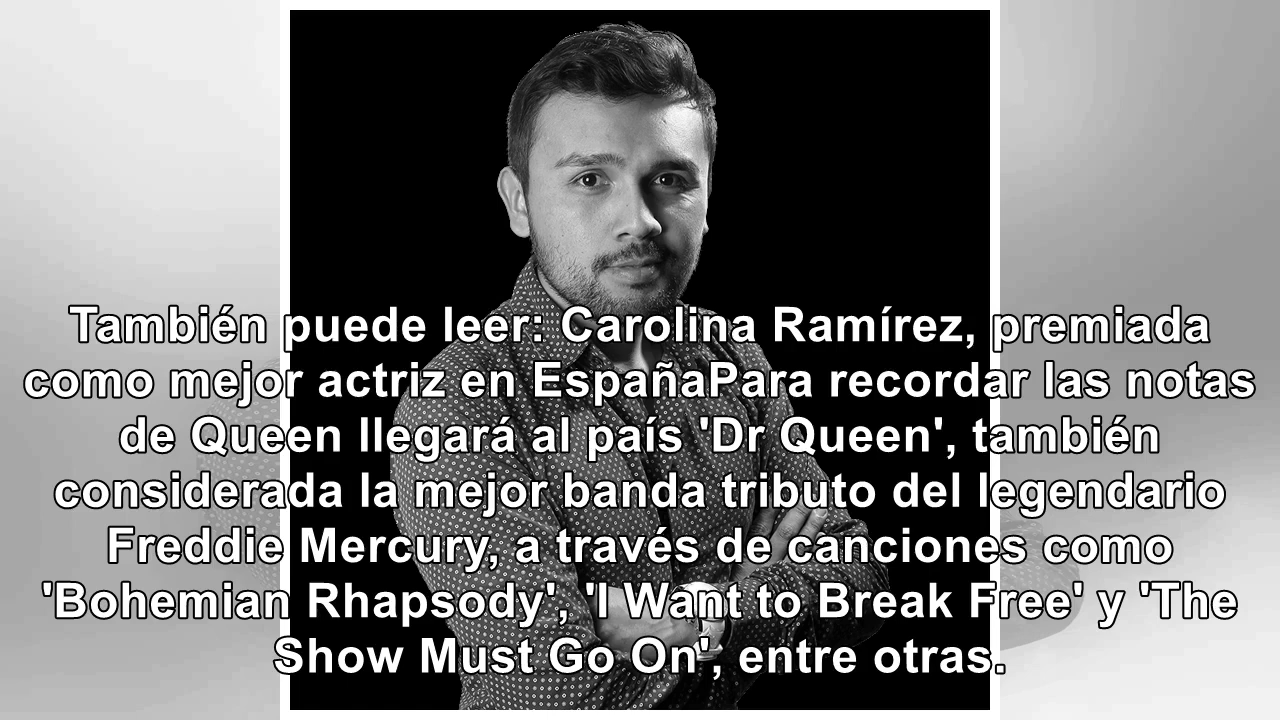 También puede leer: Carolina Ramírez, premiada
como mejor actriz en EspañaPara recordar las notas
de Queen llegará al país 'Dr Queen', también
considerada la mejor banda tributo del legendario
Freddie Mercury, a través de canciones como
'Bohemian Rhapsody', 'I Want to Break Free' y 'The
Show Must Go On', entre otras.